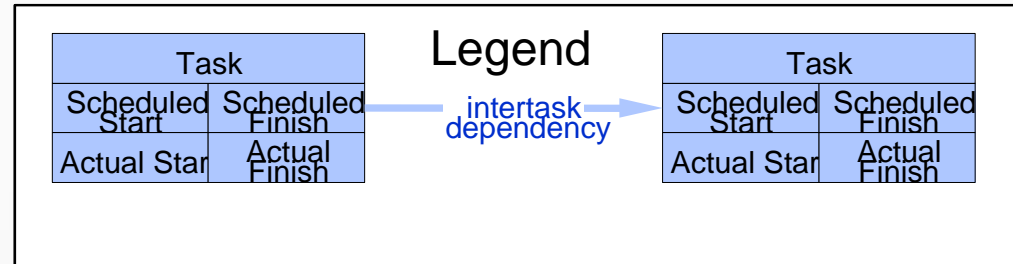 Legend
Task
Scheduled
Start
Scheduled
Finish
Actual Star
Actual
Finish
intertask
dependency
Task
Scheduled
Start
Scheduled
Finish
Actual Star
Actual
Finish